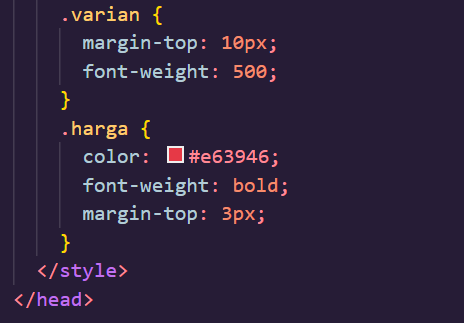 .varian {
margin-top: 10px;
font-weight: 500;
}
.harga {
color: #e63946;
font-weight: bold;
margin-top: 3px;
}
</style>
</head>